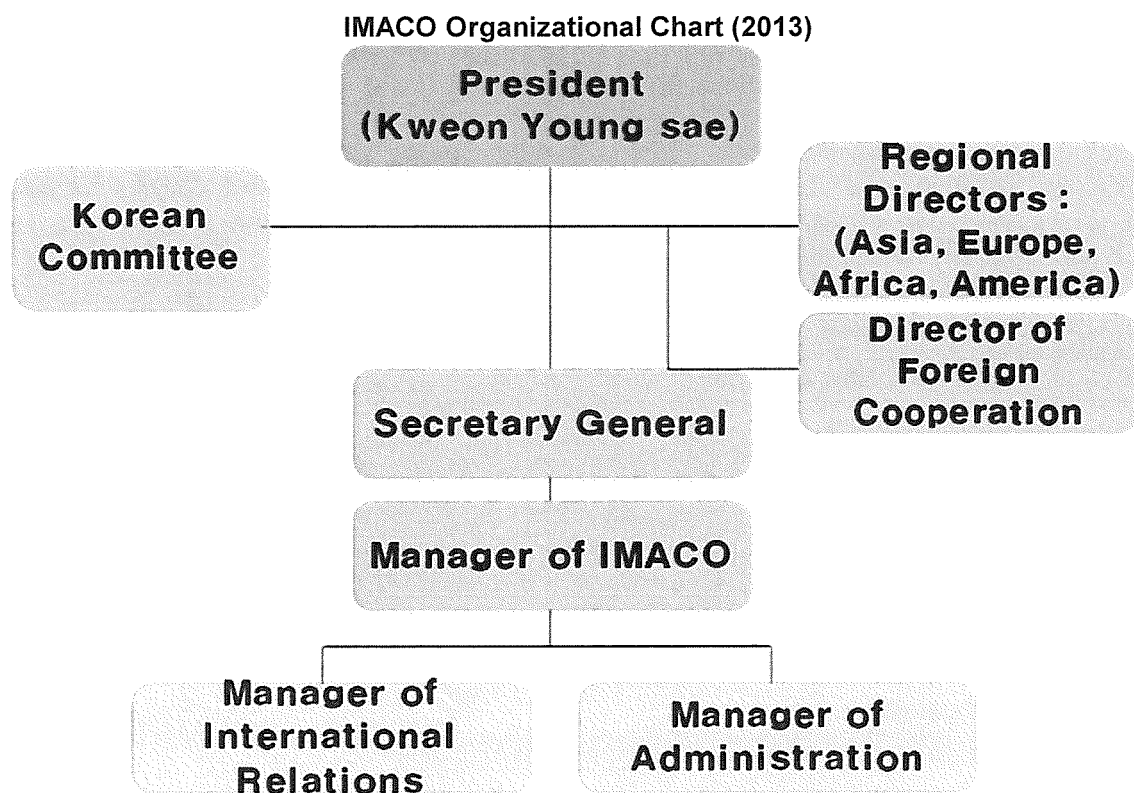 IMACO Organizational Chart (2013)
President
(Kweon Young sae)
Korean
Committee
Regional
Directors :
(Asia, Europe,
Africa, America)
Director of
Foreign
Cooperation
Secretary General
Manager of IMACO
Manager of
International
Relations
Manager of
Administration